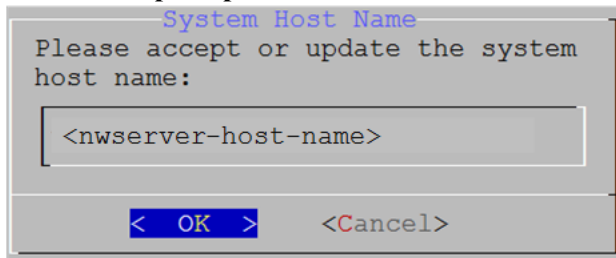 System Host Name
Please accept or update the system
host name:
<nwserver-host-name>
< OK > <Cancel>